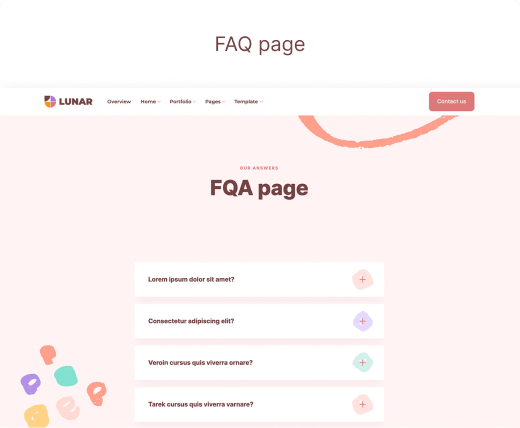 FAQ page
LUNAR Overview Home Portfolio Pages Template Contact us
OUR ANSWERS
FQA page
Lorem ipsum dolor sit amet?
Consectetur adipiscing elit?
Veroin cursus quis viverra ornare?
Tarek cursus quis viverra varnare?